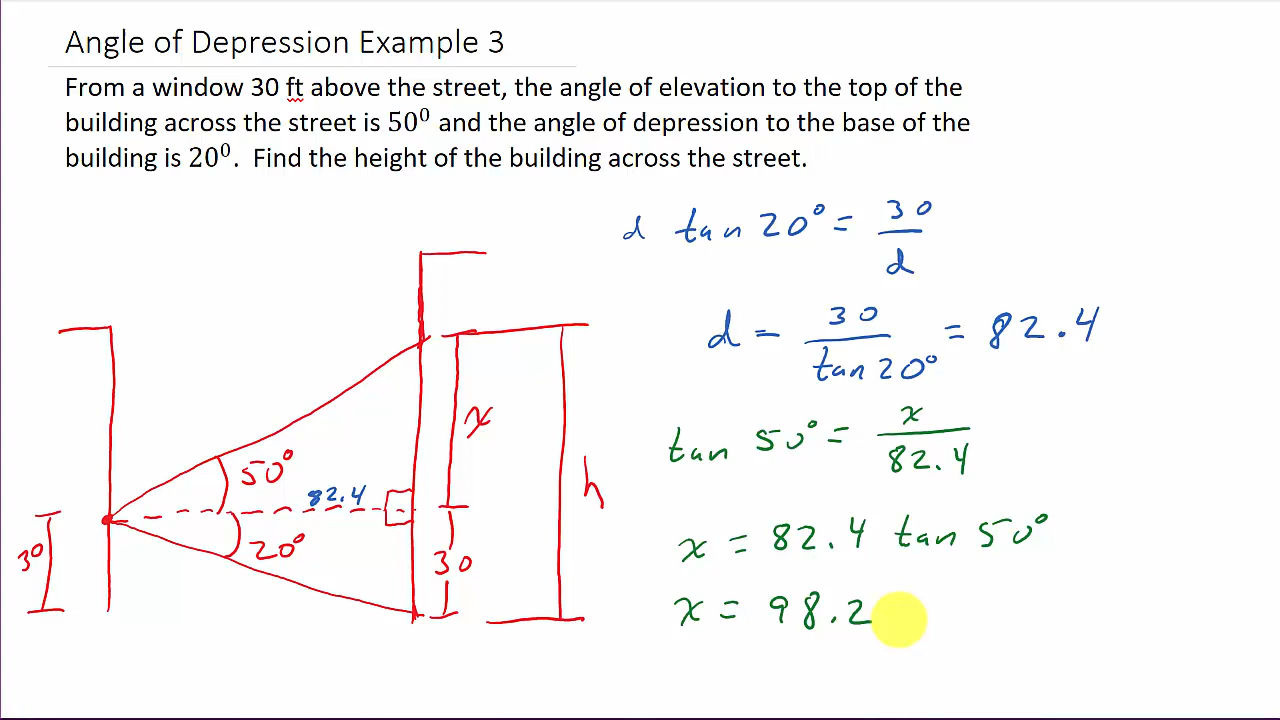 Angle of Depression Example 3
From a window 30 ft above the street, the angle of elevation to the top of the
building across the street is 50⁰ and the angle of depression to the base of the
building is 20⁰. Find the height of the building across the street.
d tan 20° = 30/d
d = 30/tan 20° = 82.4
tan 50° = x/82.4
x = 82.4 tan 50°
x = 98.2
x
50°
82.4
h
20°
30
30